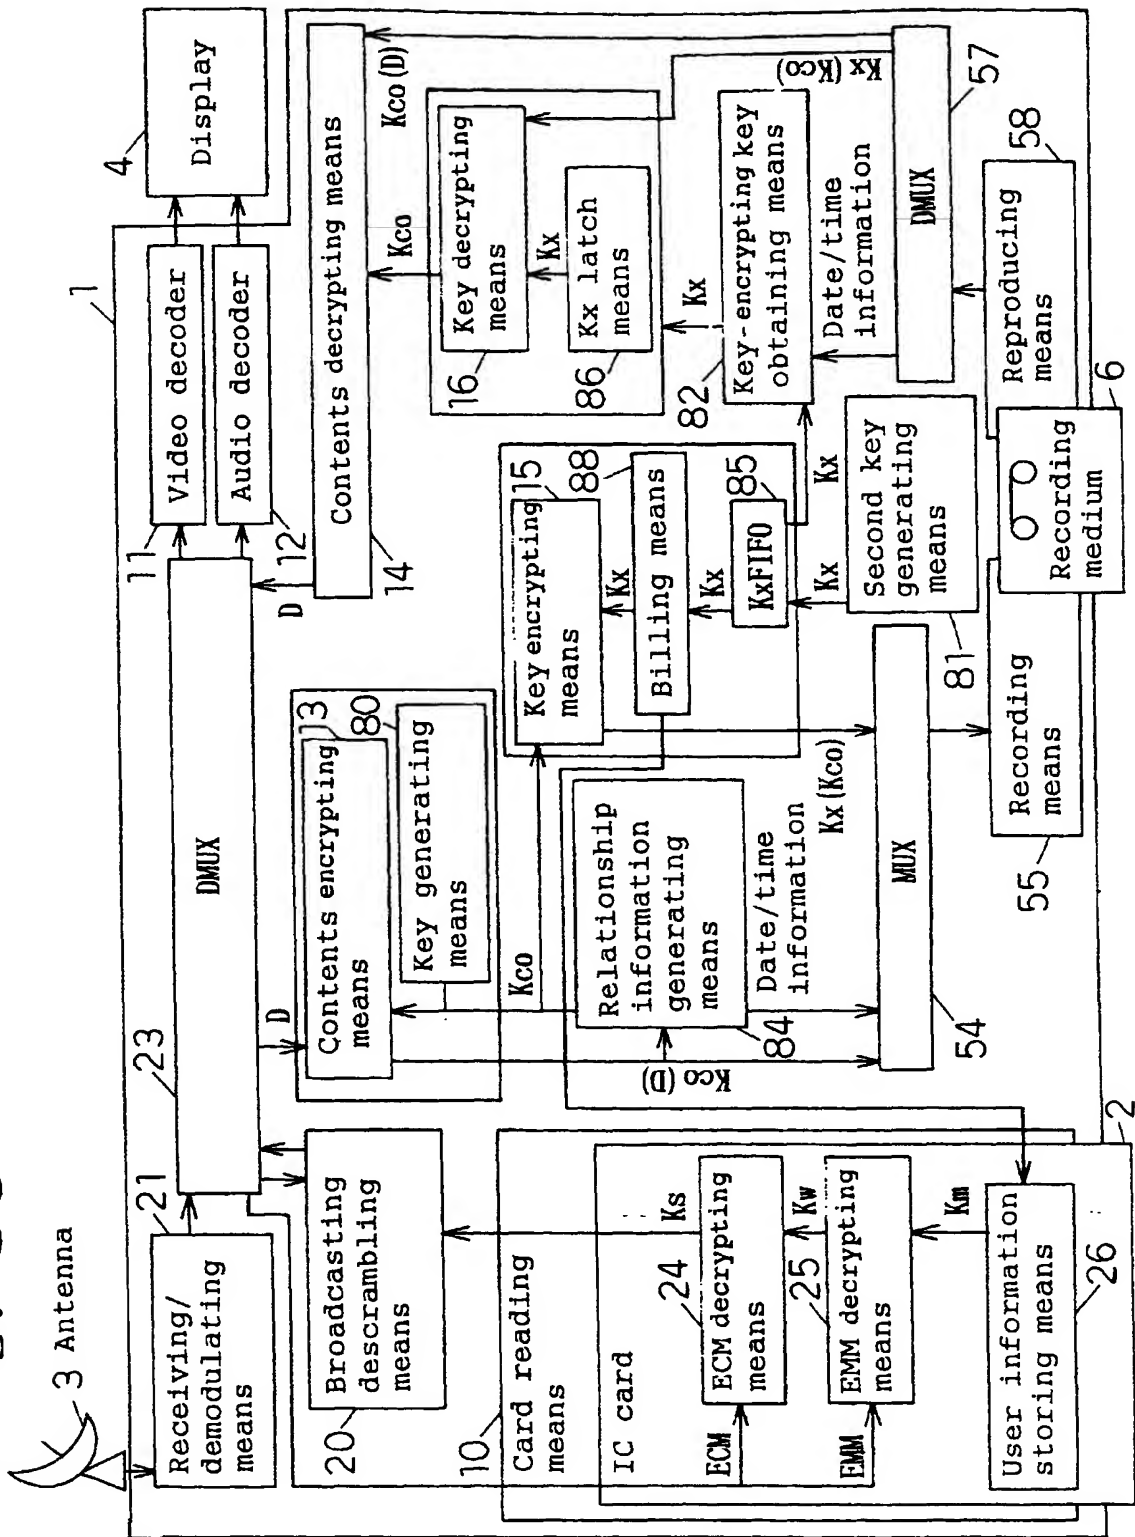 3 Antenna
Receiving/
demodulating
means
21
23
DMUX
11
Video decoder
Audio decoder
12
1
4
Display
Broadcasting
descrambling
means
20
D
Contents encrypting
means
13
Key generating
means
80
D
Contents decrypting means
14
Kco
Kco (D)
Key decrypting
means
16
Kx
Kx latch
means
86
Kx
Kx (Kco)
10
Card reading
means
IC card
Ks
ECM
ECM decrypting
means
24
Kw
EMM
EMM decrypting
means
25
Km
User information
storing means
26
2
Kco (D)
Kco
Relationship
information
generating
means
84
Date/time
information
Kx (Kco)
Key encrypting
means
15
Kx
Billing means
88
Kx
KxFIFO
85
Kx
Kx
Second key
generating
means
81
82
Key-encrypting key
obtaining means
Date/time
information
DMUX
57
MUX
54
Recording
means
55
Recording
medium
6
Reproducing
means
58